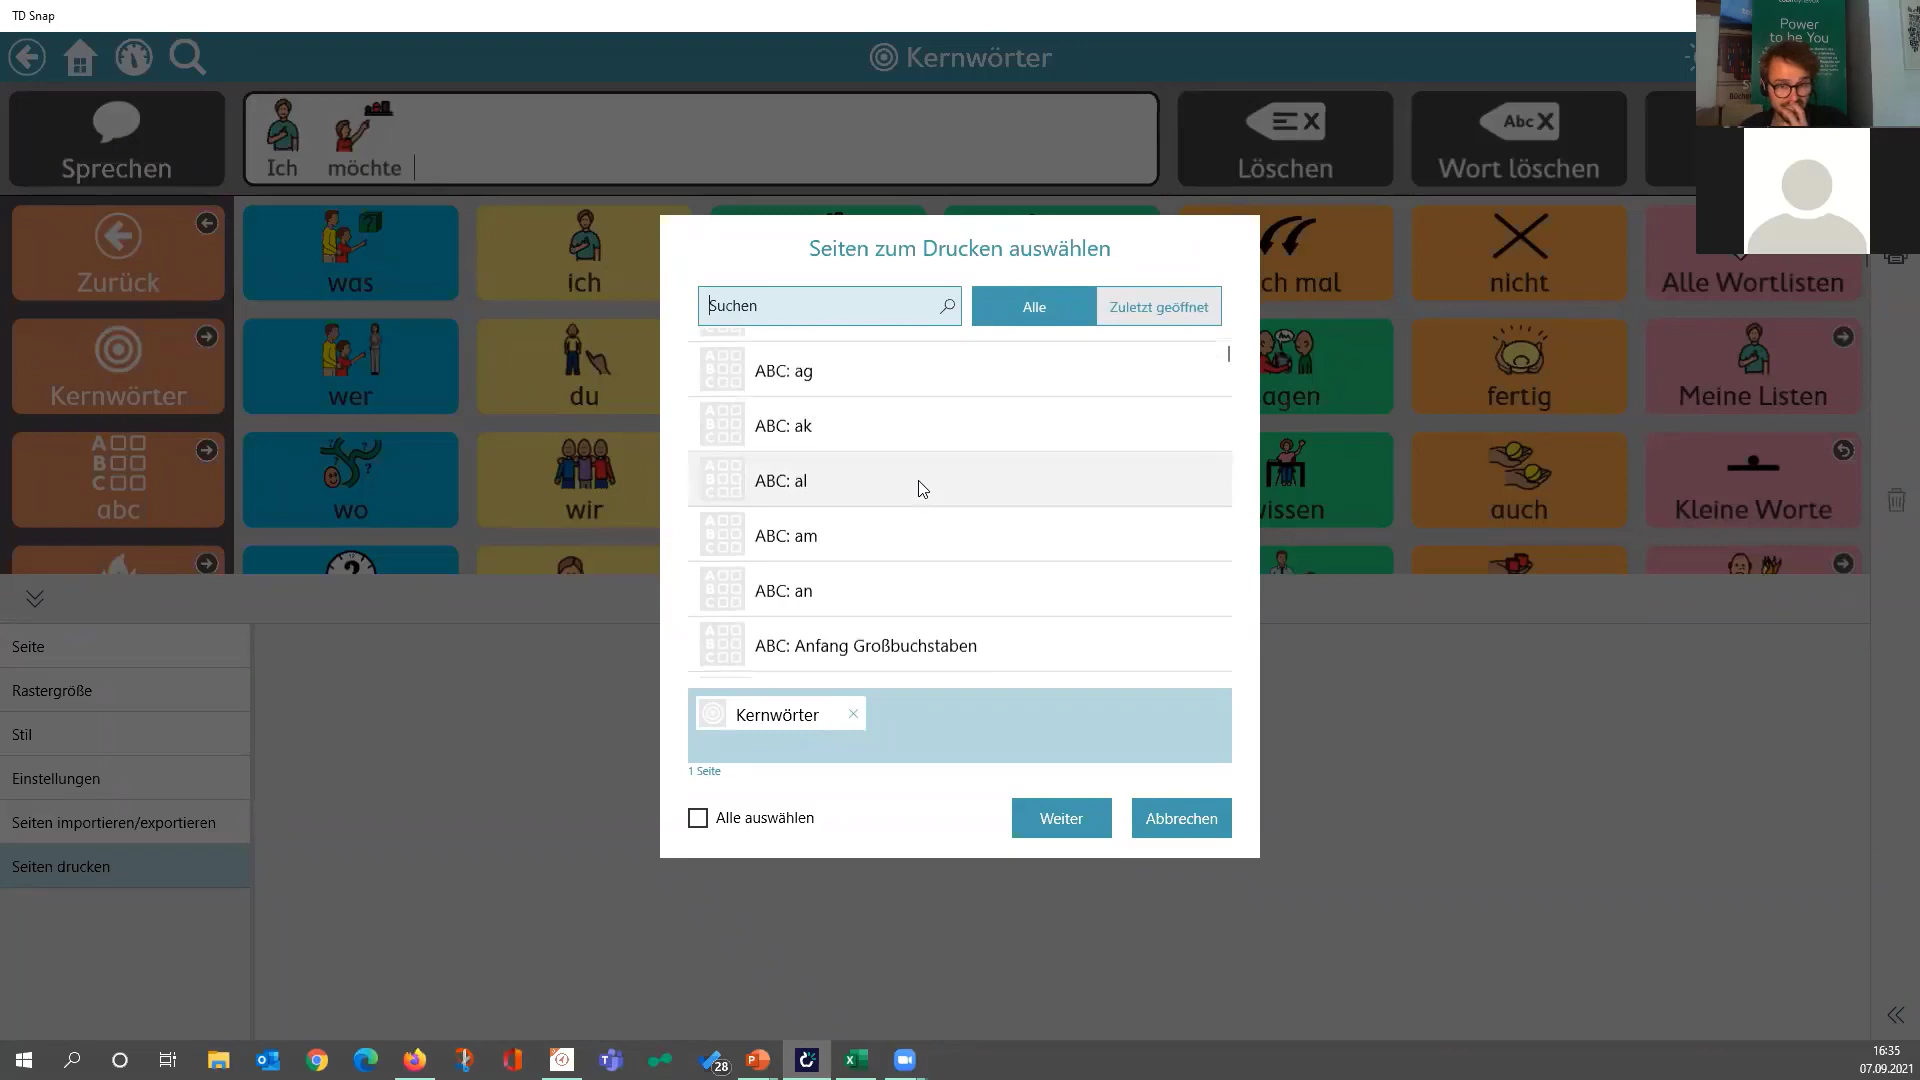 TD Snap
Kernwörter
Power
to be You
Sprechen
Ich
möchte
Löschen
Abc
Wort löschen
Zurück
was
ich
ch mal
nicht
Alle Wortlisten
Seiten zum Drucken auswählen
Suchen
Alle
Zuletzt geöffnet
Kernwörter
wer
du
agen
fertig
Meine Listen
ABC: ag
ABC: ak
ABC: al
ABC: am
ABC: an
ABC: Anfang Großbuchstaben
A
B
C
abc
wo
wir
issen
auch
Kleine Worte
Seite
Rastergröße
Stil
Einstellungen
Seiten importieren/exportieren
Seiten drucken
Kernwörter
1 Seite
Alle auswählen
Weiter
Abbrechen
28
16:35
07.09.2021